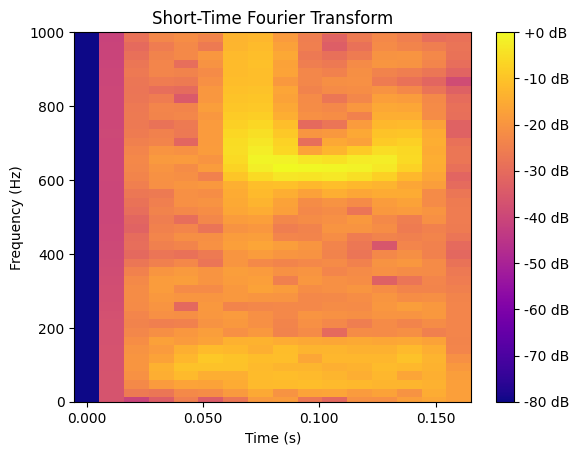 Short-Time Fourier Transform
1000
800
600
400
200
0
Frequency (Hz)
0.000
0.050
0.100
0.150
Time (s)
+0 dB
-10 dB
-20 dB
-30 dB
-40 dB
-50 dB
-60 dB
-70 dB
-80 dB